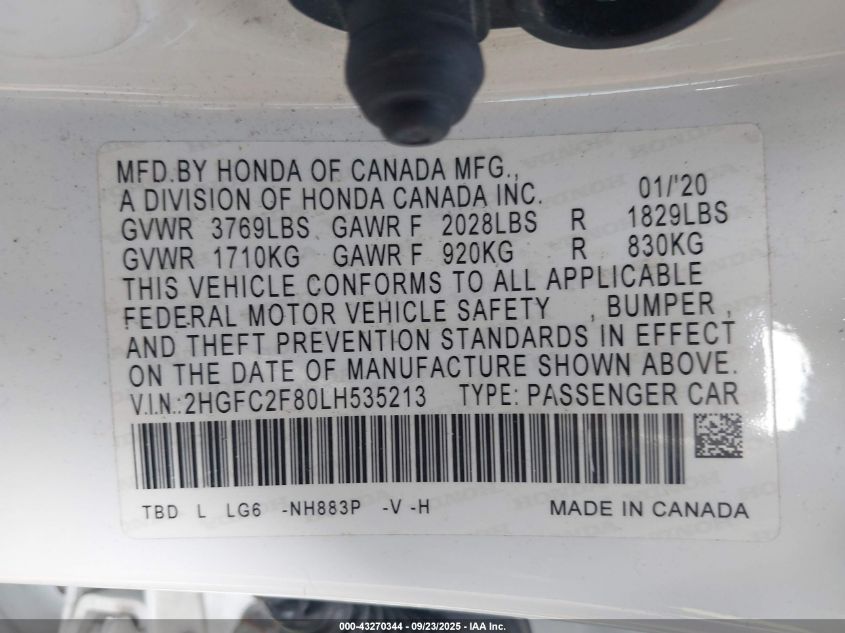 MFD.BY HONDA OF CANADA MFG.,
A DIVISION OF HONDA CANADA INC. 01/'20
GVWR 3769LBS GAWR F 2028LBS R 1829LBS
GVWR 1710KG GAWR F 920KG R 830KG
THIS VEHICLE CONFORMS TO ALL APPLICABLE
FEDERAL MOTOR VEHICLE SAFETY , BUMPER ,
AND THEFT PREVENTION STANDARDS IN EFFECT
ON THE DATE OF MANUFACTURE SHOWN ABOVE.
V.I.N.:2HGFC2F80LH535213 TYPE: PASSENGER CAR
TBD L LG6 -NH883P -V -H MADE IN CANADA
000-43270344 - 09/23/2025 - IAA Inc.